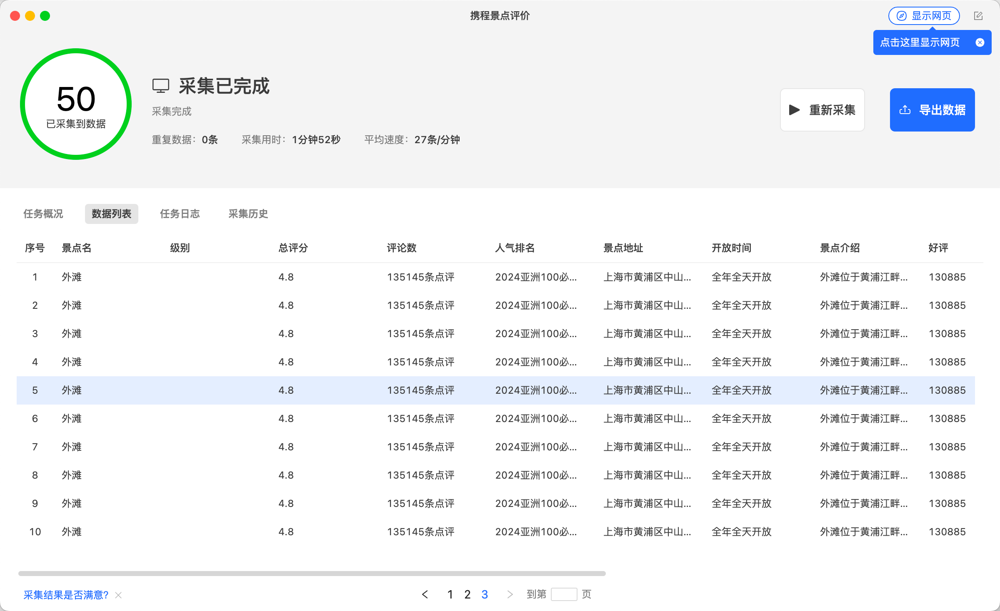 携程景点评价
显示网页
点击这里显示网页
50
已采集到数据
采集已完成
采集完成
重复数据：0条 采集用时：1分钟52秒 平均速度：27条/分钟
重新采集
导出数据
任务概况 数据列表 任务日志 采集历史
序号 景点名 级别 总评分 评论数 人气排名 景点地址 开放时间 景点介绍 好评
1 外滩 4.8 135145条点评 2024亚洲100必... 上海市黄浦区中山... 全年全天开放 外滩位于黄浦江畔... 130885
2 外滩 4.8 135145条点评 2024亚洲100必... 上海市黄浦区中山... 全年全天开放 外滩位于黄浦江畔... 130885
3 外滩 4.8 135145条点评 2024亚洲100必... 上海市黄浦区中山... 全年全天开放 外滩位于黄浦江畔... 130885
4 外滩 4.8 135145条点评 2024亚洲100必... 上海市黄浦区中山... 全年全天开放 外滩位于黄浦江畔... 130885
5 外滩 4.8 135145条点评 2024亚洲100必... 上海市黄浦区中山... 全年全天开放 外滩位于黄浦江畔... 130885
6 外滩 4.8 135145条点评 2024亚洲100必... 上海市黄浦区中山... 全年全天开放 外滩位于黄浦江畔... 130885
7 外滩 4.8 135145条点评 2024亚洲100必... 上海市黄浦区中山... 全年全天开放 外滩位于黄浦江畔... 130885
8 外滩 4.8 135145条点评 2024亚洲100必... 上海市黄浦区中山... 全年全天开放 外滩位于黄浦江畔... 130885
9 外滩 4.8 135145条点评 2024亚洲100必... 上海市黄浦区中山... 全年全天开放 外滩位于黄浦江畔... 130885
10 外滩 4.8 135145条点评 2024亚洲100必... 上海市黄浦区中山... 全年全天开放 外滩位于黄浦江畔... 130885
采集结果是否满意? 1 2 3 到第 页